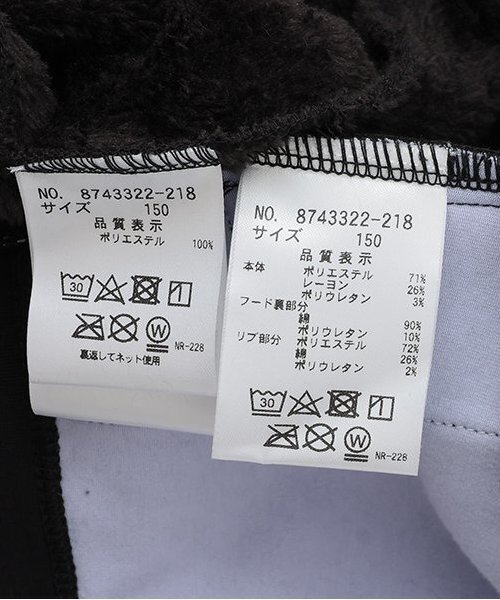 NO. 8743322-218
サイズ 150
品質表示
ポリエステル 100%
30
W
裏返してネット使用
NR-228
NO. 8743322-218
サイズ 150
品質表示
本体 ポリエステル 71%
レーヨン 26%
ポリウレタン 3%
フード裏部分
綿 90%
ポリウレタン 10%
リブ部分 ポリエステル 72%
綿 26%
ポリウレタン 2%
30
W
NR-228